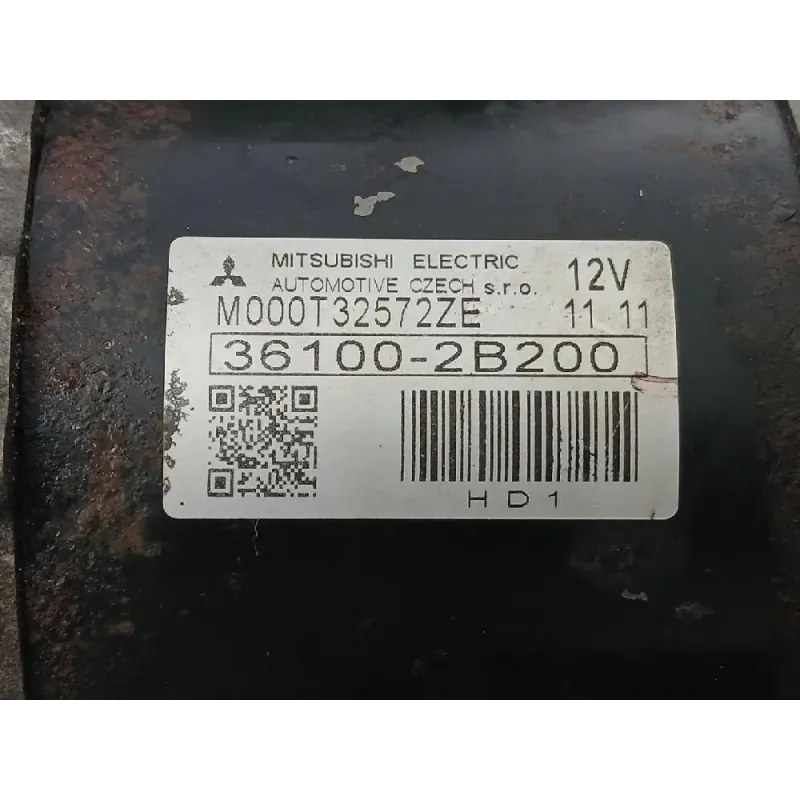 MITSUBISHI ELECTRIC
AUTOMOTIVE CZECH s.r.o.
12V
M000T32572ZE 11 11
36100-2B200
HD1